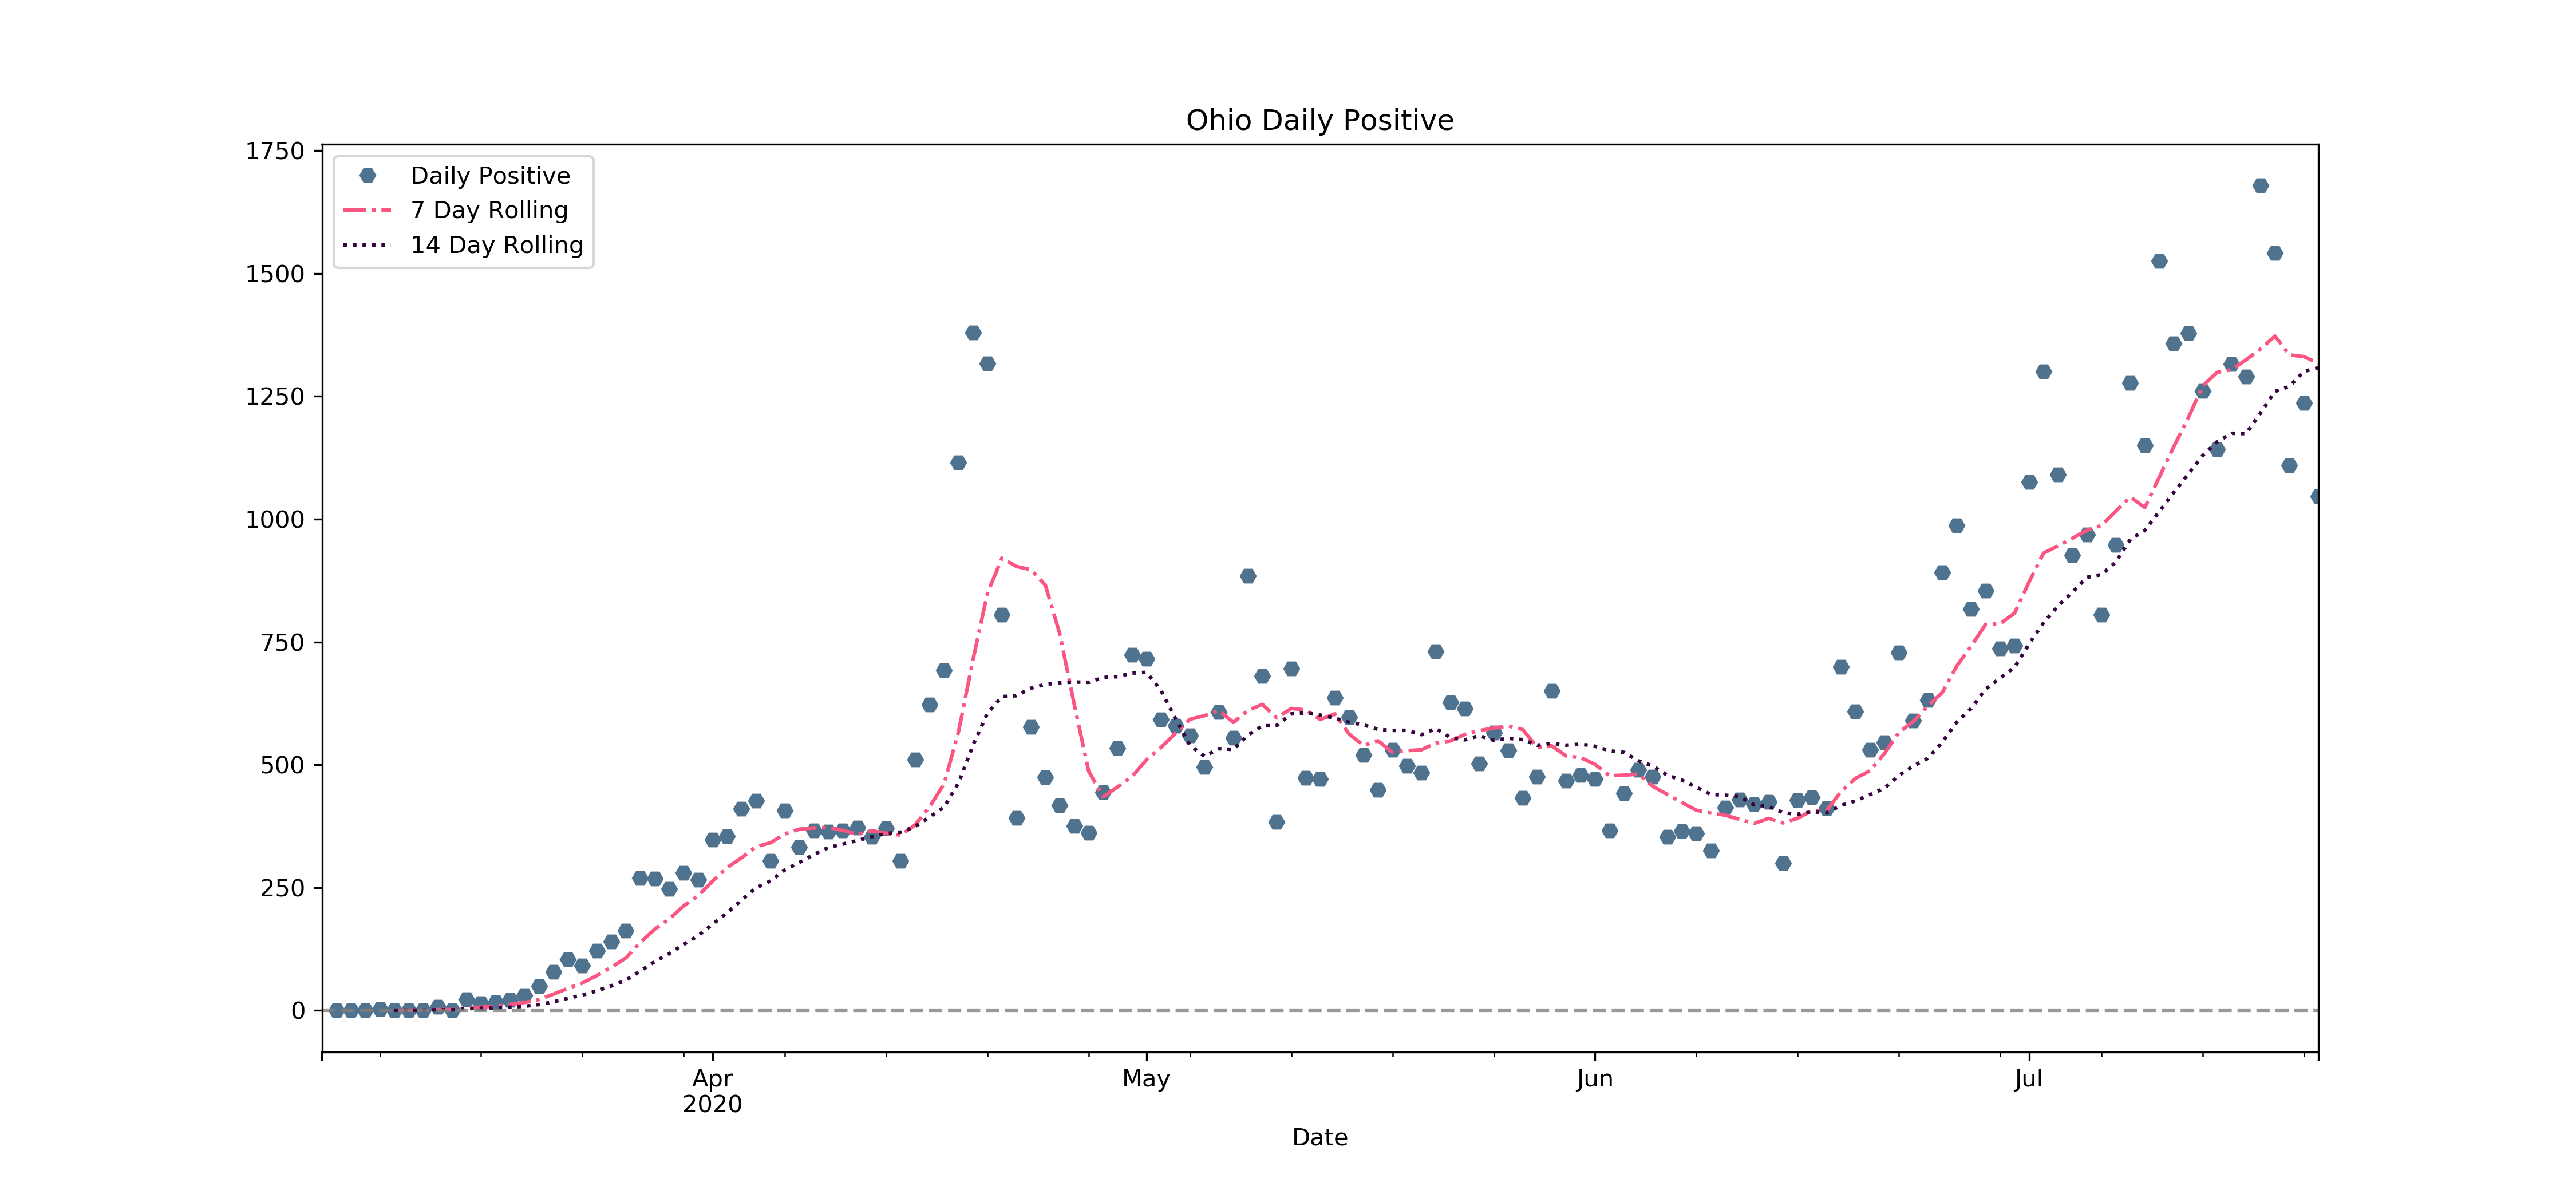 Ohio Daily Positive
1750
1500
1250
1000
750
500
250
0
Daily Positive
7 Day Rolling
14 Day Rolling
Apr
2020
May
Jun
Jul
Date